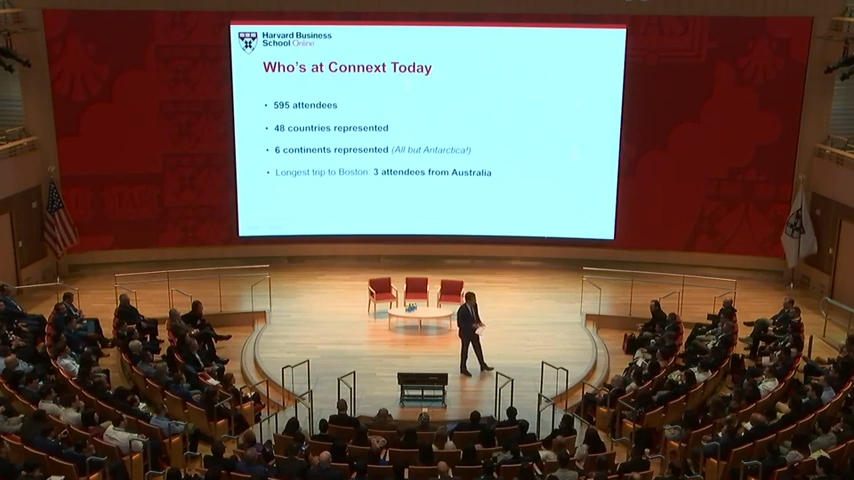 Harvard Business
School Online
Who's at Connext Today
• 595 attendees
• 48 countries represented
• 6 continents represented (All but Antarctica!)
• Longest trip to Boston: 3 attendees from Australia